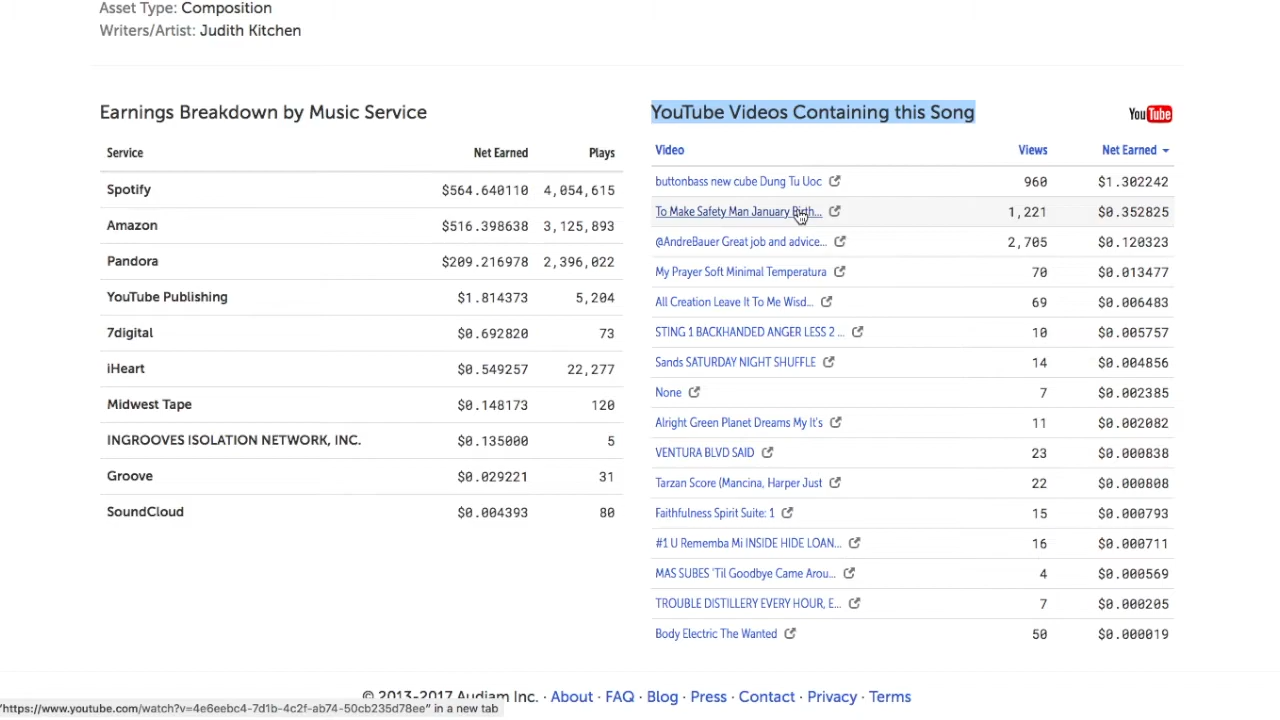 Asset Type: Composition
Writers/Artist: Judith Kitchen
Earnings Breakdown by Music Service
Service Net Earned Plays
Spotify $564.640110 4,054,615
Amazon $516.398638 3,125,893
Pandora $209.216978 2,396,022
YouTube Publishing $1.814373 5,204
7digital $0.692820 73
iHeart $0.549257 22,277
Midwest Tape $0.148173 120
INGROOVES ISOLATION NETWORK, INC. $0.135000 5
Groove $0.029221 31
SoundCloud $0.004393 80
YouTube Videos Containing this Song
YouTube
Video Views Net Earned
buttonbass new cube Dung Tu Uoc 960 $1.302242
To Make Safety Man January Birth... 1,221 $0.352825
@AndreBauer Great job and advice... 2,705 $0.120323
My Prayer Soft Minimal Temperatura 70 $0.013477
All Creation Leave It To Me Wisd... 69 $0.006483
STING 1 BACKHANDED ANGER LESS 2 ... 10 $0.005757
Sands SATURDAY NIGHT SHUFFLE 14 $0.004856
None 7 $0.002385
Alright Green Planet Dreams My It's 11 $0.002082
VENTURA BLVD SAID 23 $0.000838
Tarzan Score (Mancina, Harper Just 22 $0.000808
Faithfulness Spirit Suite: 1 15 $0.000793
#1 U Rememba Mi INSIDE HIDE LOAN... 16 $0.000711
MAS SUBES 'Til Goodbye Came Arou... 4 $0.000569
TROUBLE DISTILLERY EVERY HOUR, E... 7 $0.000205
Body Electric The Wanted 50 $0.000019
© 2013-2017 Audiam Inc. · About · FAQ · Blog · Press · Contact · Privacy · Terms
"https://www.youtube.com/watch?v=4e6eebc4-7d1b-4c2f-ab74-50cb235d78ee" in a new tab